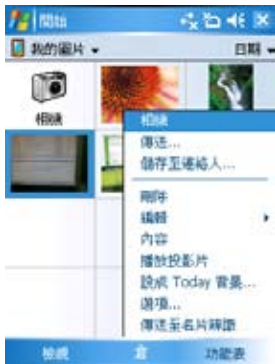 開始
我的圖片
日期
相機
相機
傳送...
儲存至連絡人...
刪除
編輯
內容
播放投影片
設成 Today 背景...
選項...
傳送至名片辨識
檢視
功能表